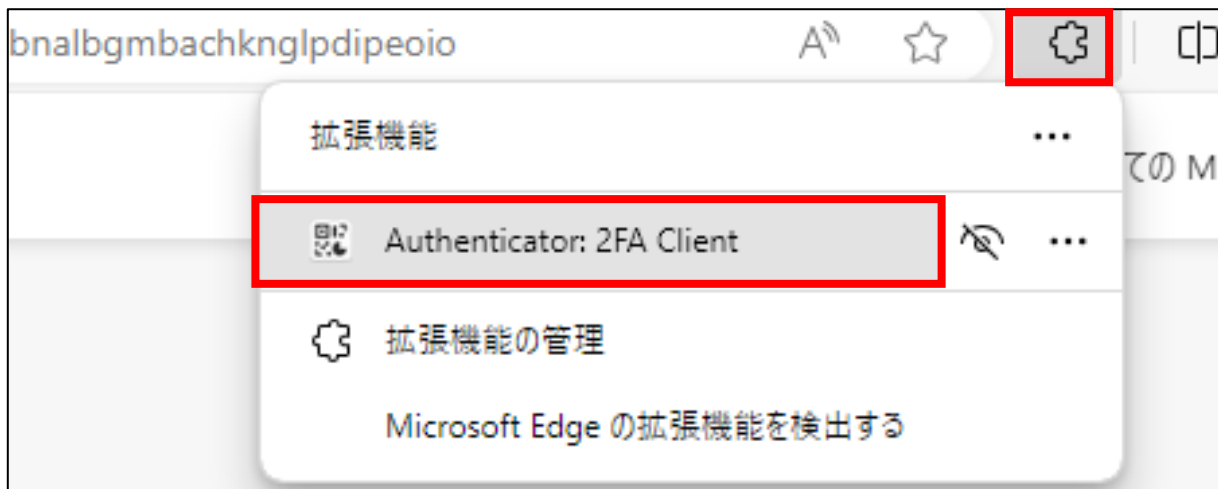 bnalbgmbachknglpdipeoio
拡張機能
ての M
Authenticator: 2FA Client
拡張機能の管理
Microsoft Edge の拡張機能を検出する